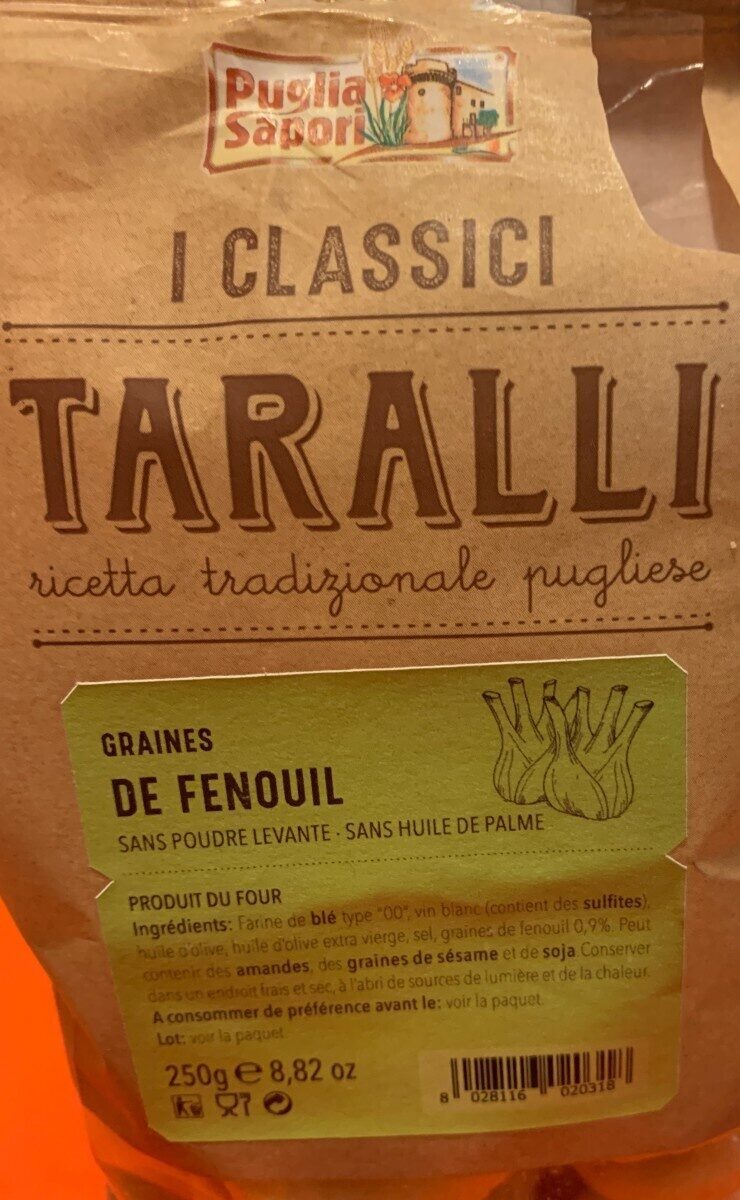 Puglia
Sapori
I CLASSICI
TARALLI
ricetta tradizionale pugliese
GRAINES
DE FENOUIL
SANS POUDRE LEVANTE · SANS HUILE DE PALME
PRODUIT DU FOUR
Ingrédients: Farine de blé type "00", vin blanc (contient des sulfites),
huile d'olive, huile d'olive extra vierge, sel, graines de fenouil 0,9%. Peut
contenir des amandes, des graines de sésame et de soja. Conserver
dans un endroit frais et sec, à l'abri de sources de lumière et de la chaleur.
A consommer de préférence avant le: voir la paquet.
Lot: voir la paquet.
250g e 8,82 oz
8 028116 020318